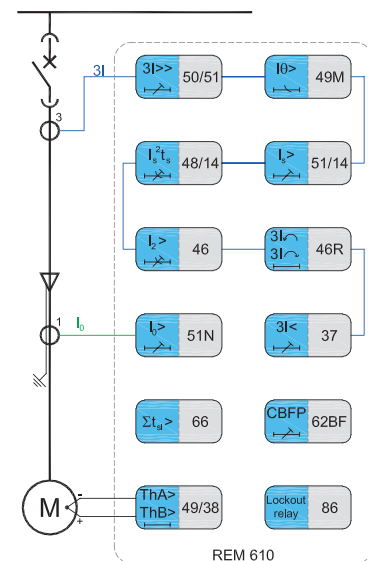 3I
3I>> 50/51
Iθ> 49M
3
Is²ts 48/14
Is> 51/14
I2> 46
3I
3I
46R
1 I0
I0> 51N
3I< 37
Σtsi> 66
CBFP 62BF
M - +
ThA>
ThB>
49/38
Lockout
relay
86
REM 610